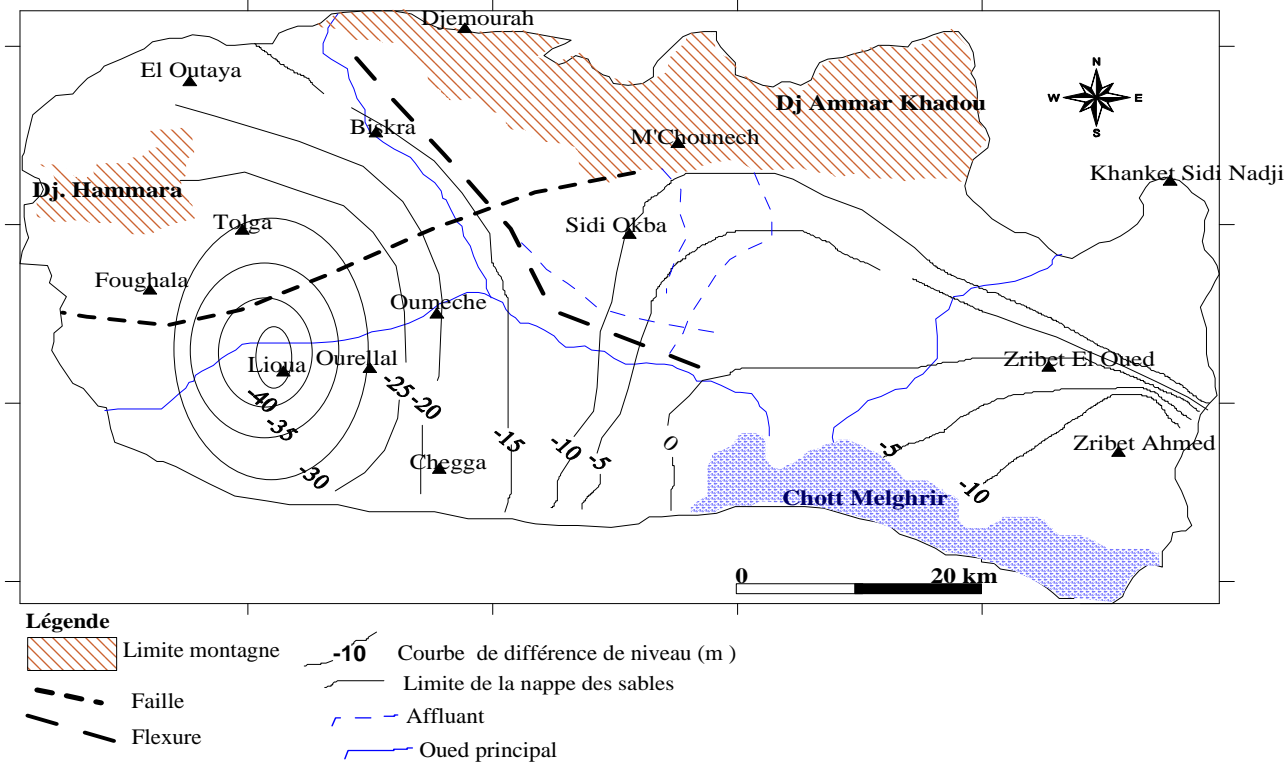 Djemourah
El Outaya
N
W E
S
Dj Ammar Khadou
Biskra
M'Chounech
Khanket Sidi Nadji
Dj. Hammara
Tolga
Sidi Okba
Foughala
Oumeche
Lioua
Ourellal
Zribet El Oued
-25
-20
-40
-35
-15
-10
-5
0
-5
Zribet Ahmed
-30
Chegga
-10
Chott Melghrir
0 20 km
Légende
Limite montagne
-10 Courbe de différence de niveau (m )
Limite de la nappe des sables
Faille
Affluant
Flexure
Oued principal